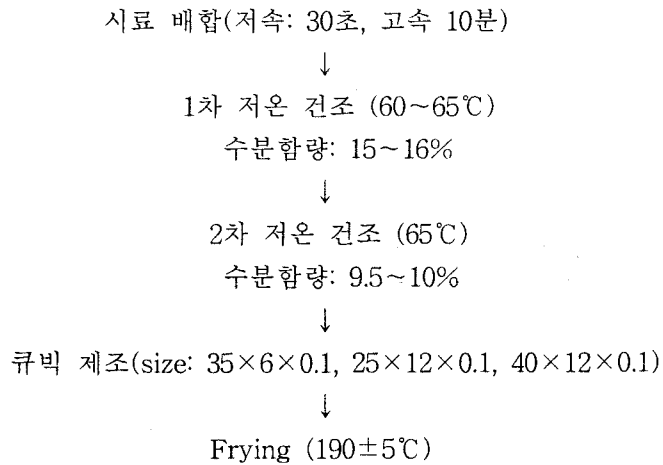 시료 배합(저속: 30초, 고속 10분)
↓
1차 저온 건조 (60~65℃)
수분함량: 15~16%
↓
2차 저온 건조 (65℃)
수분함량: 9.5~10%
↓
큐빅 제조(size: 35×6×0.1, 25×12×0.1, 40×12×0.1)
↓
Frying (190±5℃)